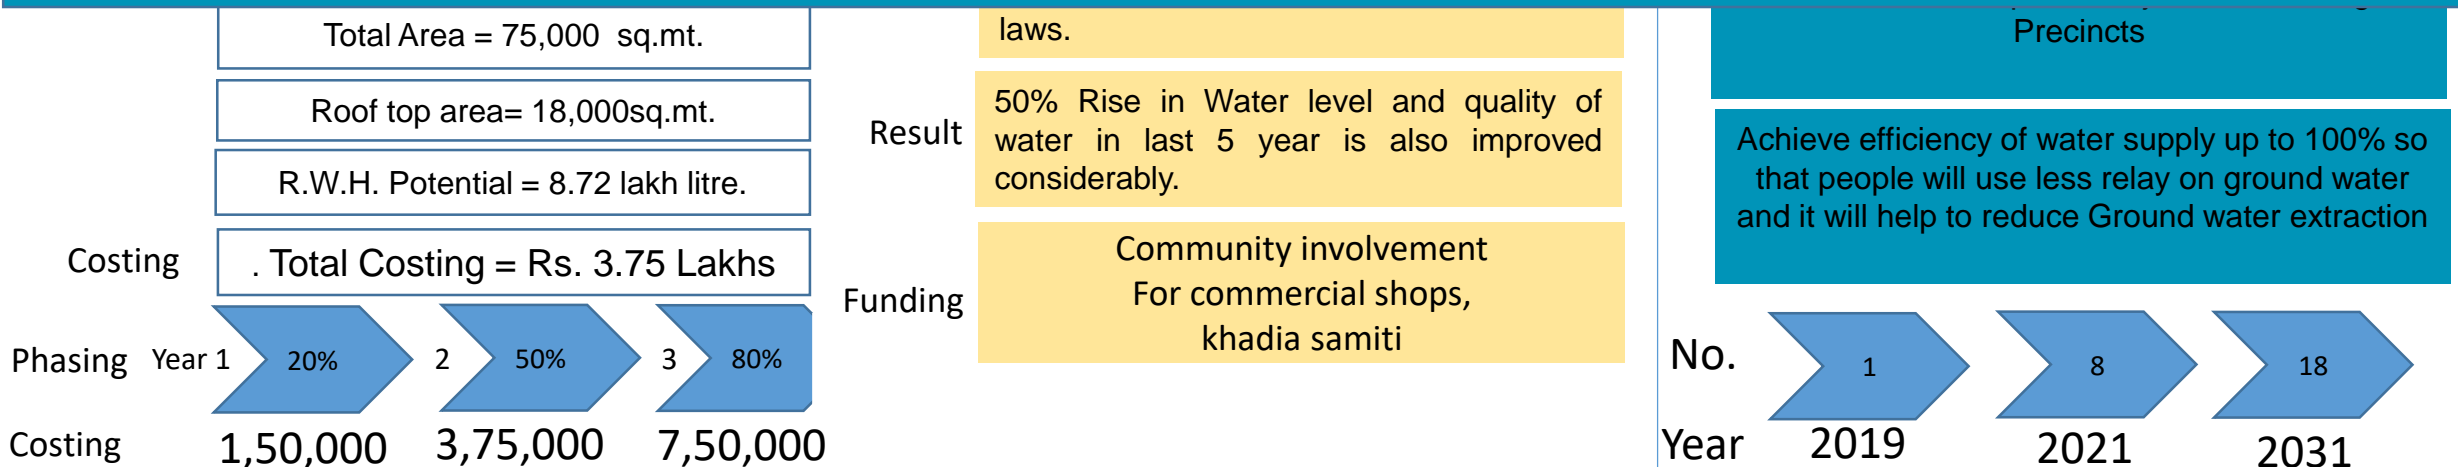 Total Area = 75,000 sq.mt.
Roof top area= 18,000sq.mt.
R.W.H. Potential = 8.72 lakh litre.
Costing
. Total Costing = Rs. 3.75 Lakhs
Phasing Year 1 20% 2 50% 3 80%
Costing 1,50,000 3,75,000 7,50,000
laws.
Result
50% Rise in Water level and quality of
water in last 5 year is also improved
considerably.
Funding
Community involvement
For commercial shops,
khadia samiti
Precincts
Achieve efficiency of water supply up to 100% so
that people will use less relay on ground water
and it will help to reduce Ground water extraction
No. 1 8 18
Year 2019 2021 2031